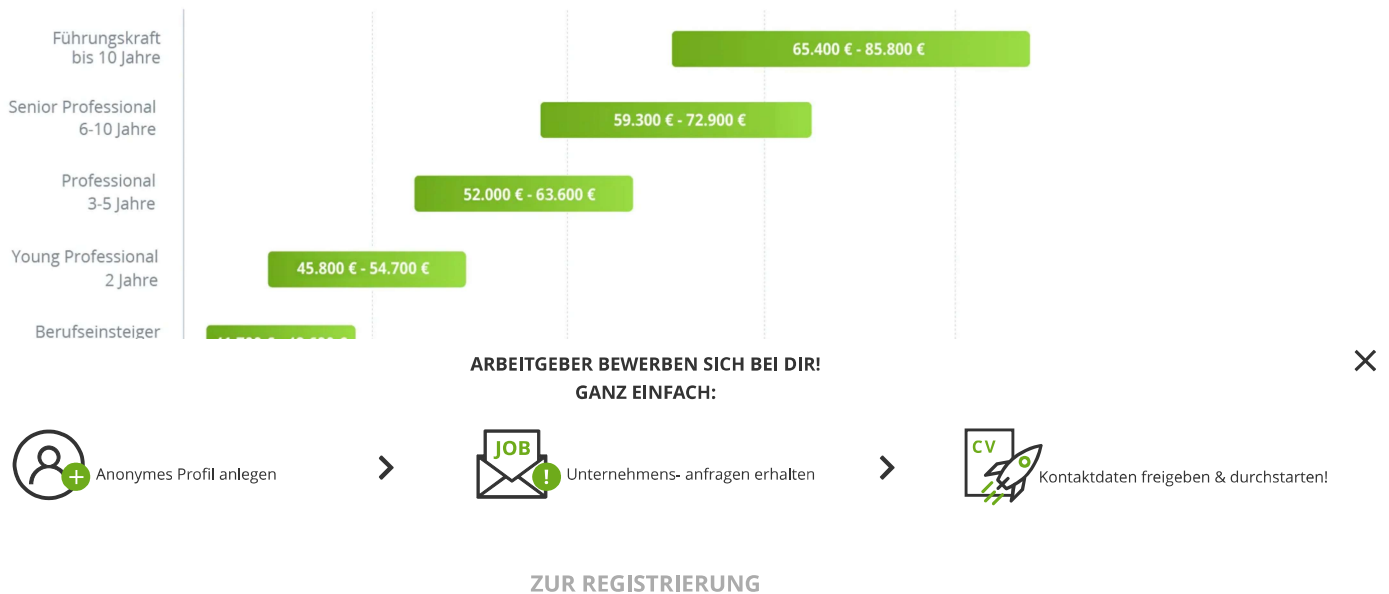 Führungskraft
bis 10 Jahre
65.400 € - 85.800 €
Senior Professional
6-10 Jahre
59.300 € - 72.900 €
Professional
3-5 Jahre
52.000 € - 63.600 €
Young Professional
2 Jahre
45.800 € - 54.700 €
Berufseinsteiger
ARBEITGEBER BEWERBEN SICH BEI DIR!
GANZ EINFACH:
Anonymes Profil anlegen
JOB
!
Unternehmens- anfragen erhalten
CV
Kontaktdaten freigeben & durchstarten!
ZUR REGISTRIERUNG